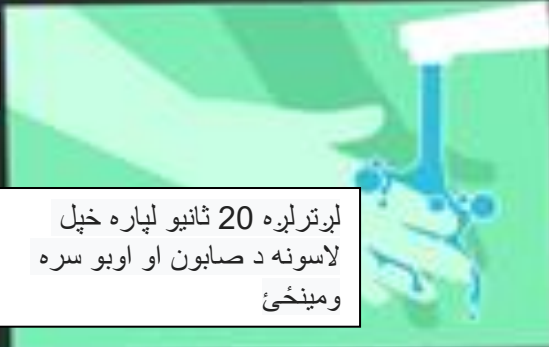 لږترلږه 20 ثانیو لپاره خپل
لاسونه د صابون او اوبو سره
ومینځئ